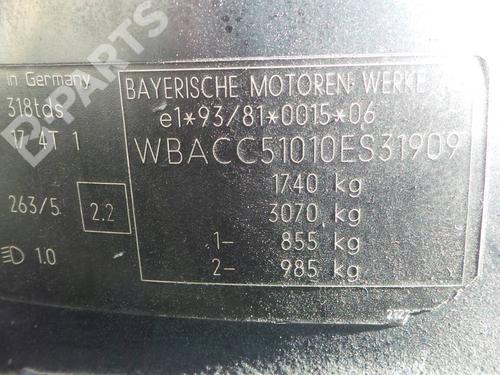 in Germany
318tds
17 4T 1
263/5 2.2
1.0
BAYERISCHE MOTOREN WERKE
e1*93/81*0015*06
WBACC51010ES31909
1740 kg
3070 kg
1- 855 kg
2- 985 kg
B-PARTS